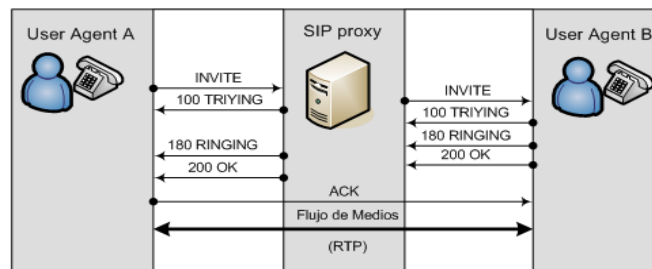 User Agent A
SIP proxy
User Agent B
INVITE
100 TRIYING
180 RINGING
200 OK
INVITE
100 TRIYING
180 RINGING
200 OK
ACK
Flujo de Medios
(RTP)